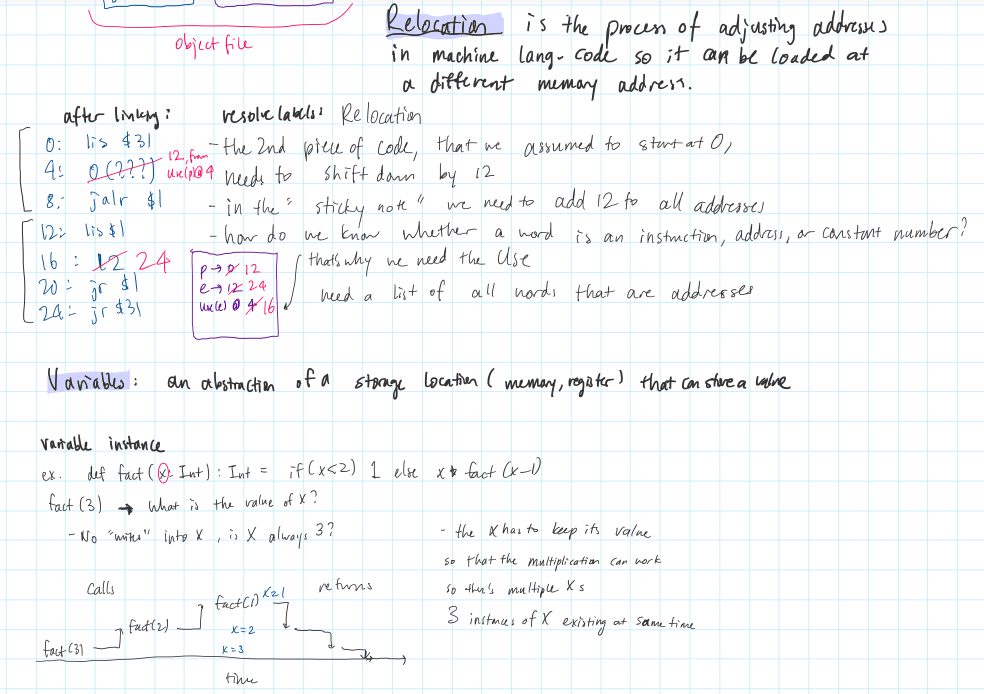 object file
Relocation is the process of adjusting addresses
in machine lang. code so it can be loaded at
a different memory address.
after linking:
resolve labels: Relocation
0: lis $31
4: 0(???) 12, from use(p)@4
8: jalr $1
12: lis $1
16: 12 24
20: jr $1
24: jr $31
p → 0 12
e → 12 24
use(e) @ 4 16
- the 2nd piece of code, that we assumed to start at 0,
needs to shift down by 12
- in the "sticky note" we need to add 12 to all addresses
- how do we know whether a word is an instruction, address, or constant number?
that's why we need the Use
need a list of all words that are addresses
Variables: an abstraction of a storage location (memory, register) that can store a value
variable instance
ex. def fact(x: Int): Int = if(x<2) 1 else x * fact(x-1)
fact(3) → what is the value of x?
- No "writes" into x, is x always 3?
- the x has to keep its value
so that the multiplication can work
so there's multiple xs
3 instances of x existing at same time
calls
returns
fact(3)
fact(2)
fact(1) x=1
x=2
x=3
time